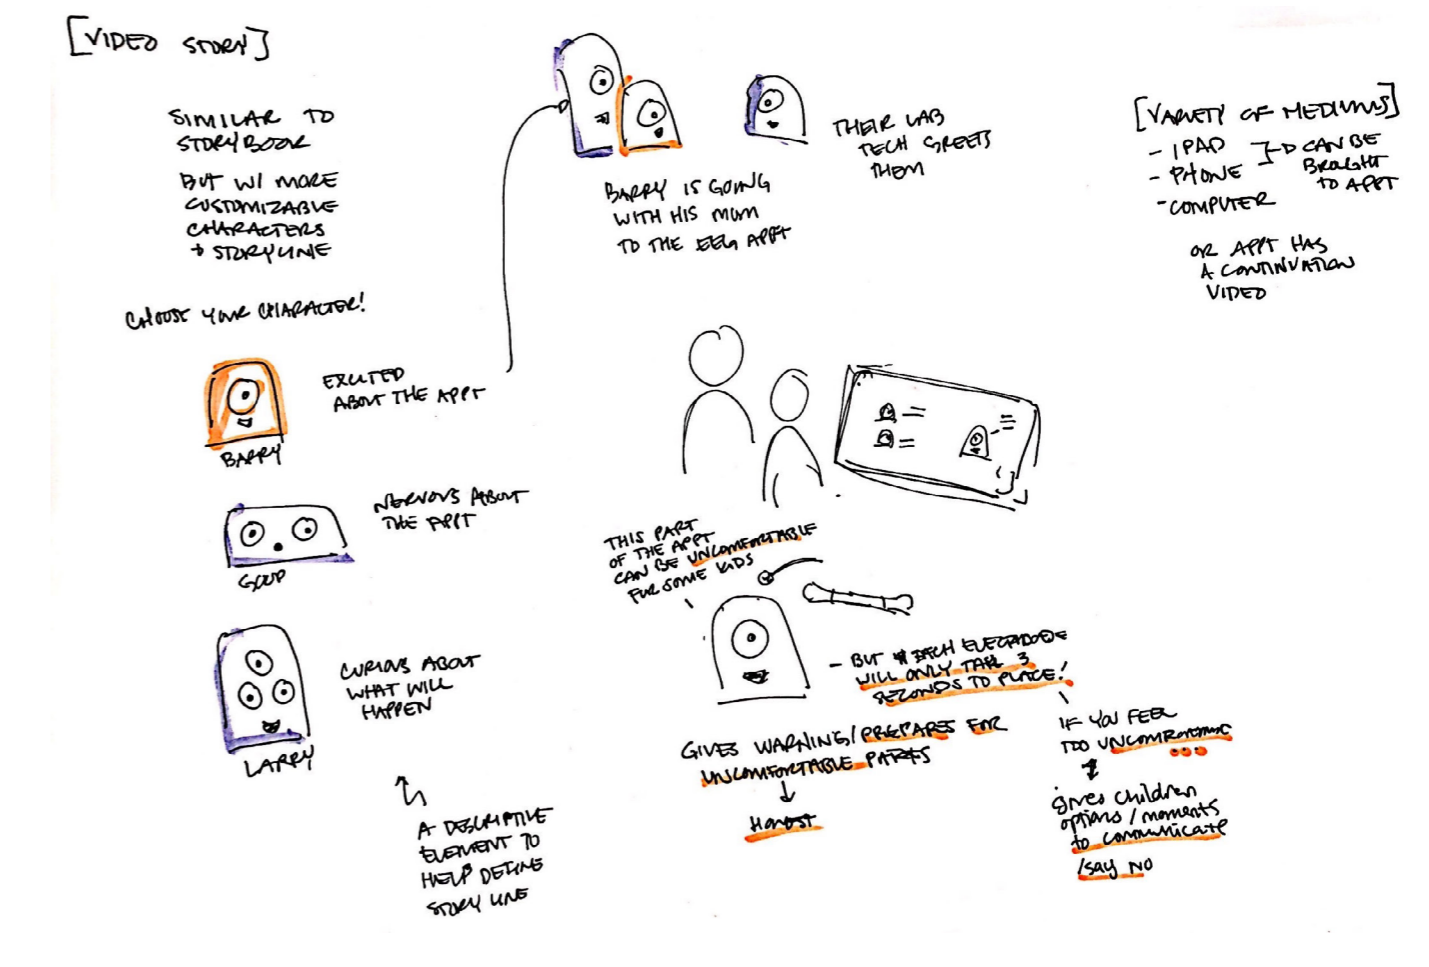 [VIDEO STORY]
SIMILAR TO
STORYBOOK
BUT W/ MORE
CUSTOMIZABLE
CHARACTERS
+ STORYLINE
CHOOSE YOUR CHARACTER!
EXCITED
ABOUT THE APPT
BARRY
NERVOUS ABOUT
THE APPT
GOOP
CURIOUS ABOUT
WHAT WILL
HAPPEN
LARRY
A DESCRIPTIVE
ELEMENT TO
HELP DEFINE
STORY LINE
BARRY IS GOING
WITH HIS MOM
TO THE EEG APPT
THEIR LAB
TECH GREETS
THEM
[VARIETY OF MEDIUMS]
- IPAD
- PHONE
- COMPUTER
CAN BE
BROUGHT
TO APPT
OR APPT HAS
A CONTINUATION
VIDEO
THIS PART
OF THE APPT
CAN BE UNCOMFORTABLE
FOR SOME KIDS
- BUT EACH ELECTRODE
WILL ONLY TAKE 3
SECONDS TO PLACE!
GIVES WARNING/PREPARES FOR
UNCOMFORTABLE PARTS
HONEST
IF YOU FEEL
TOO UNCOMFORTABLE
...
gives children
options/moments
to communicate
/say NO